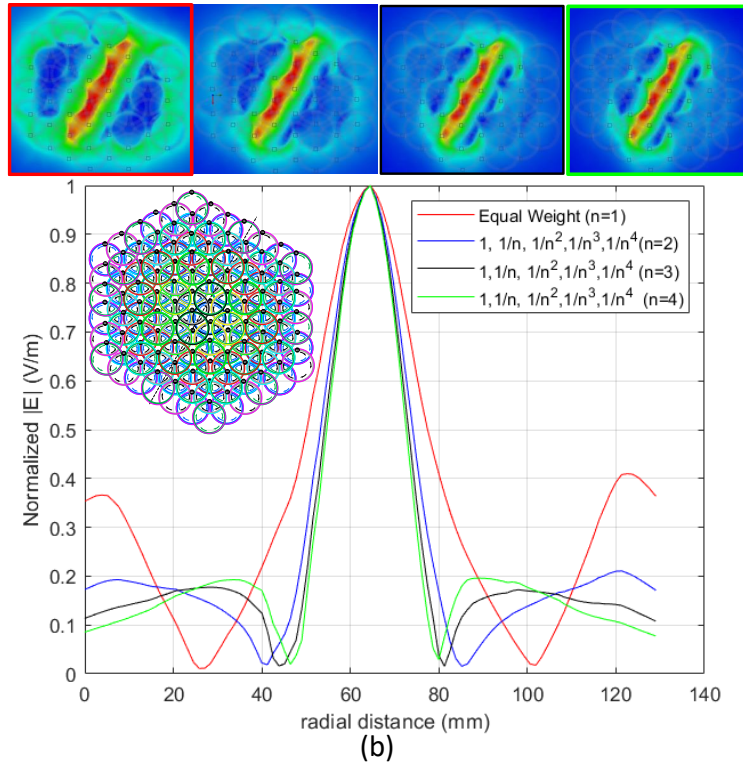 Equal Weight (n=1)
1, 1/n, 1/n²,1/n³,1/n⁴(n=2)
1,1/n, 1/n²,1/n³,1/n⁴ (n=3)
1,1/n, 1/n²,1/n³,1/n⁴ (n=4)
Normalized |E| (V/m)
1
0.9
0.8
0.7
0.6
0.5
0.4
0.3
0.2
0.1
0
0 20 40 60 80 100 120 140
radial distance (mm)
(b)